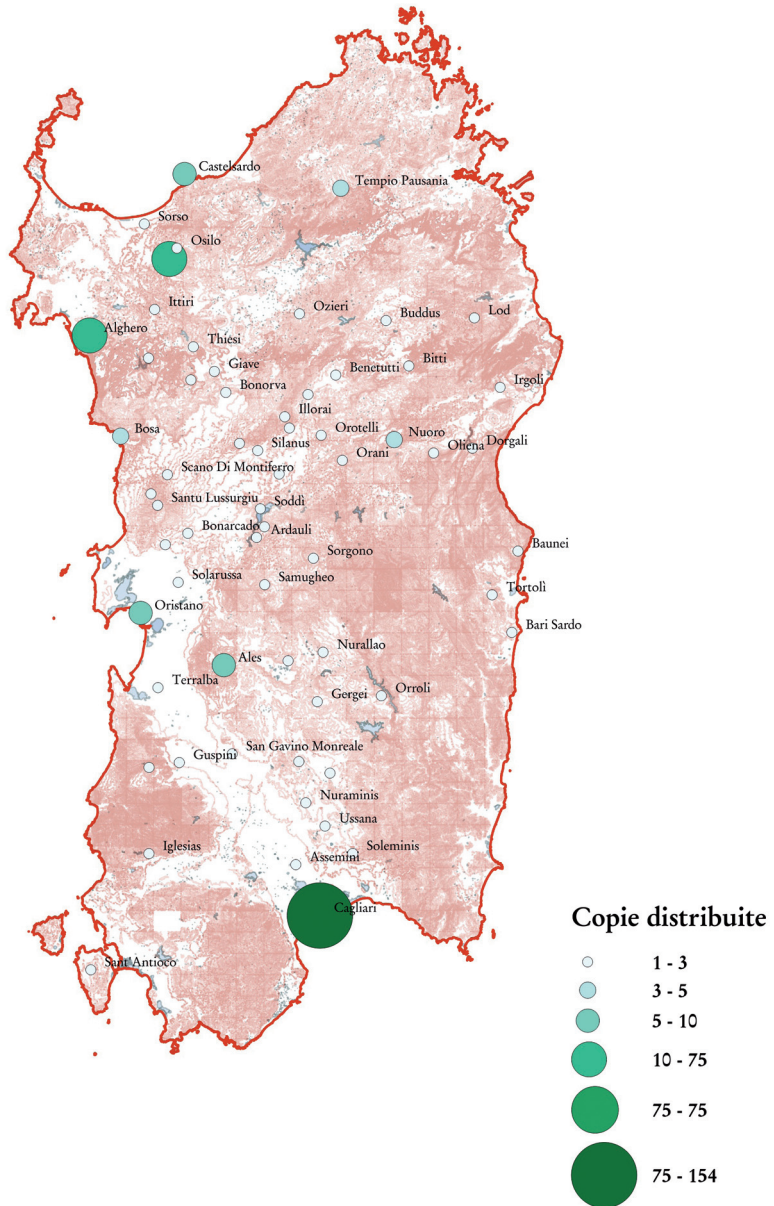 Castelsardo
Tempio Pausania
Sorso
Osilo
Ittiri
Ozieri
Buddus
Lod
Alghero
Thiesi
Giave
Benetutti
Bitti
Irgoli
Bonorva
Illorai
Bosa
Orotelli
Nuoro
Silanus
Orani
Oliena
Dorgali
Scano Di Montiferro
Santu Lussurgiu
Soddì
Bonarcado
Ardauli
Baunei
Sorgono
Solarussa
Samugheo
Tortolì
Oristano
Bari Sardo
Nurallao
Ales
Terralba
Gergei
Orroli
San Gavino Monreale
Guspini
Nuraminis
Ussana
Iglesias
Soleminis
Assemini
Cagliari
Sant'Antioco
Copie distribuite
1 - 3
3 - 5
5 - 10
10 - 75
75 - 75
75 - 154